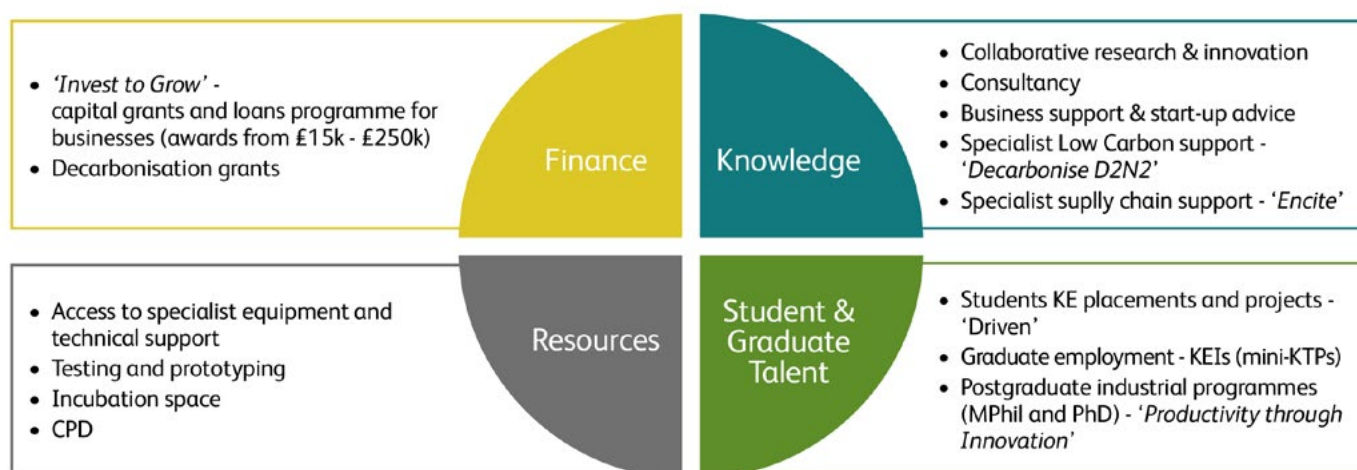 • ‘Invest to Grow’ -
capital grants and loans programme for
businesses (awards from £15k - £250k)
• Decarbonisation grants
Finance
Knowledge
• Collaborative research & innovation
• Consultancy
• Business support & start-up advice
• Specialist Low Carbon support -
‘Decarbonise D2N2’
• Specialist suplly chain support - ‘Encite’
• Access to specialist equipment and
technical support
• Testing and prototyping
• Incubation space
• CPD
Resources
Student &
Graduate
Talent
• Students KE placements and projects -
‘Driven’
• Graduate employment - KEIs (mini-KTPs)
• Postgraduate industrial programmes
(MPhil and PhD) - ‘Productivity through
Innovation’